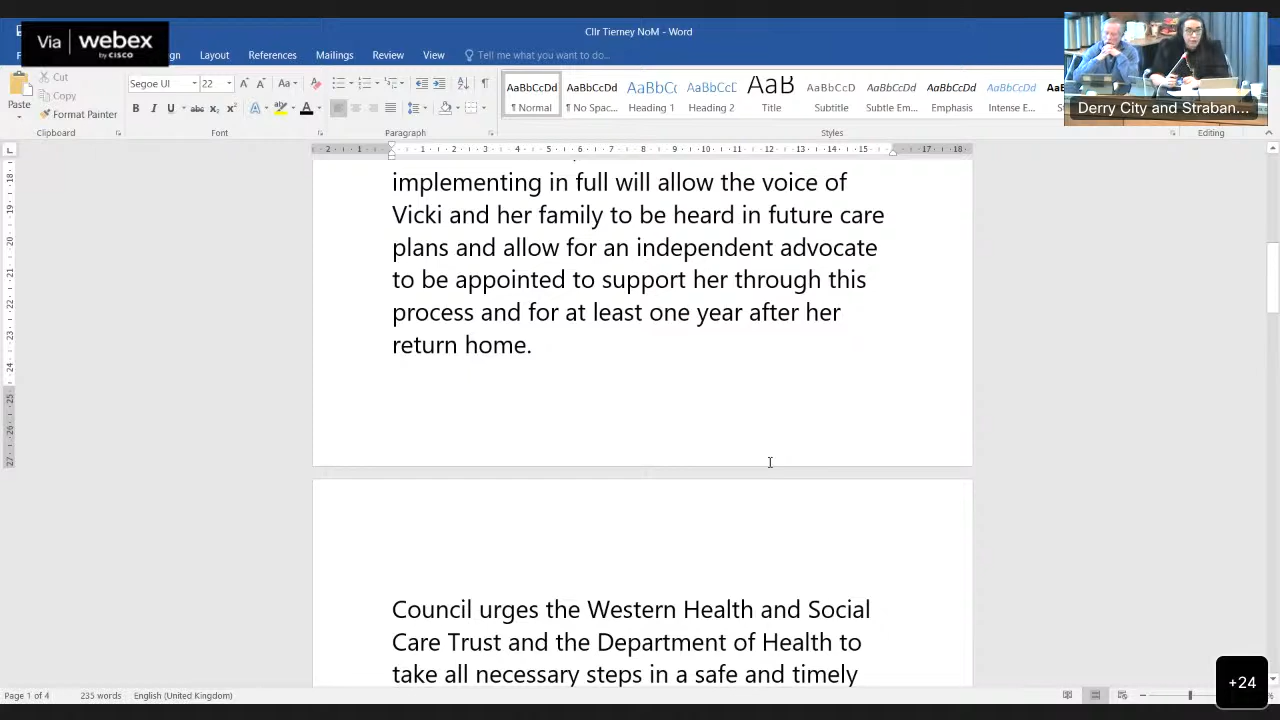 Via webex
by CISCO
Cllr Tierney NoM - Word
Layout References Mailings Review View Tell me what you want to do...
Cut
Copy
Format Painter
Paste
Segoe UI 22
AaBbCcDd AaBbCcDd AaBbCc AaBbCcE AaB AaBbCcD AaBbCcDd AaBbCcDd AaBbCcDd
¶ Normal ¶ No Spac... Heading 1 Heading 2 Title Subtitle Subtle Em... Emphasis Intense E...
Clipboard Font Paragraph Styles Editing
Derry City and Straban...
implementing in full will allow the voice of
Vicki and her family to be heard in future care
plans and allow for an independent advocate
to be appointed to support her through this
process and for at least one year after her
return home.
Council urges the Western Health and Social
Care Trust and the Department of Health to
take all necessary steps in a safe and timely
Page 1 of 4 235 words English (United Kingdom)
+24